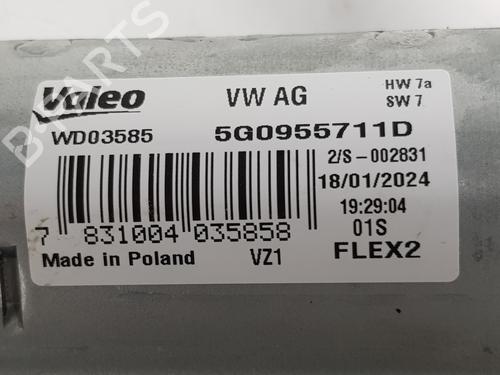 Valeo
VW AG
HW 7a
SW 7
WD03585
5G0955711D
2/S-002831
18/01/2024
19:29:04
01S
7 831004 035858
Made in Poland
VZ1
FLEX2
B-PARTS